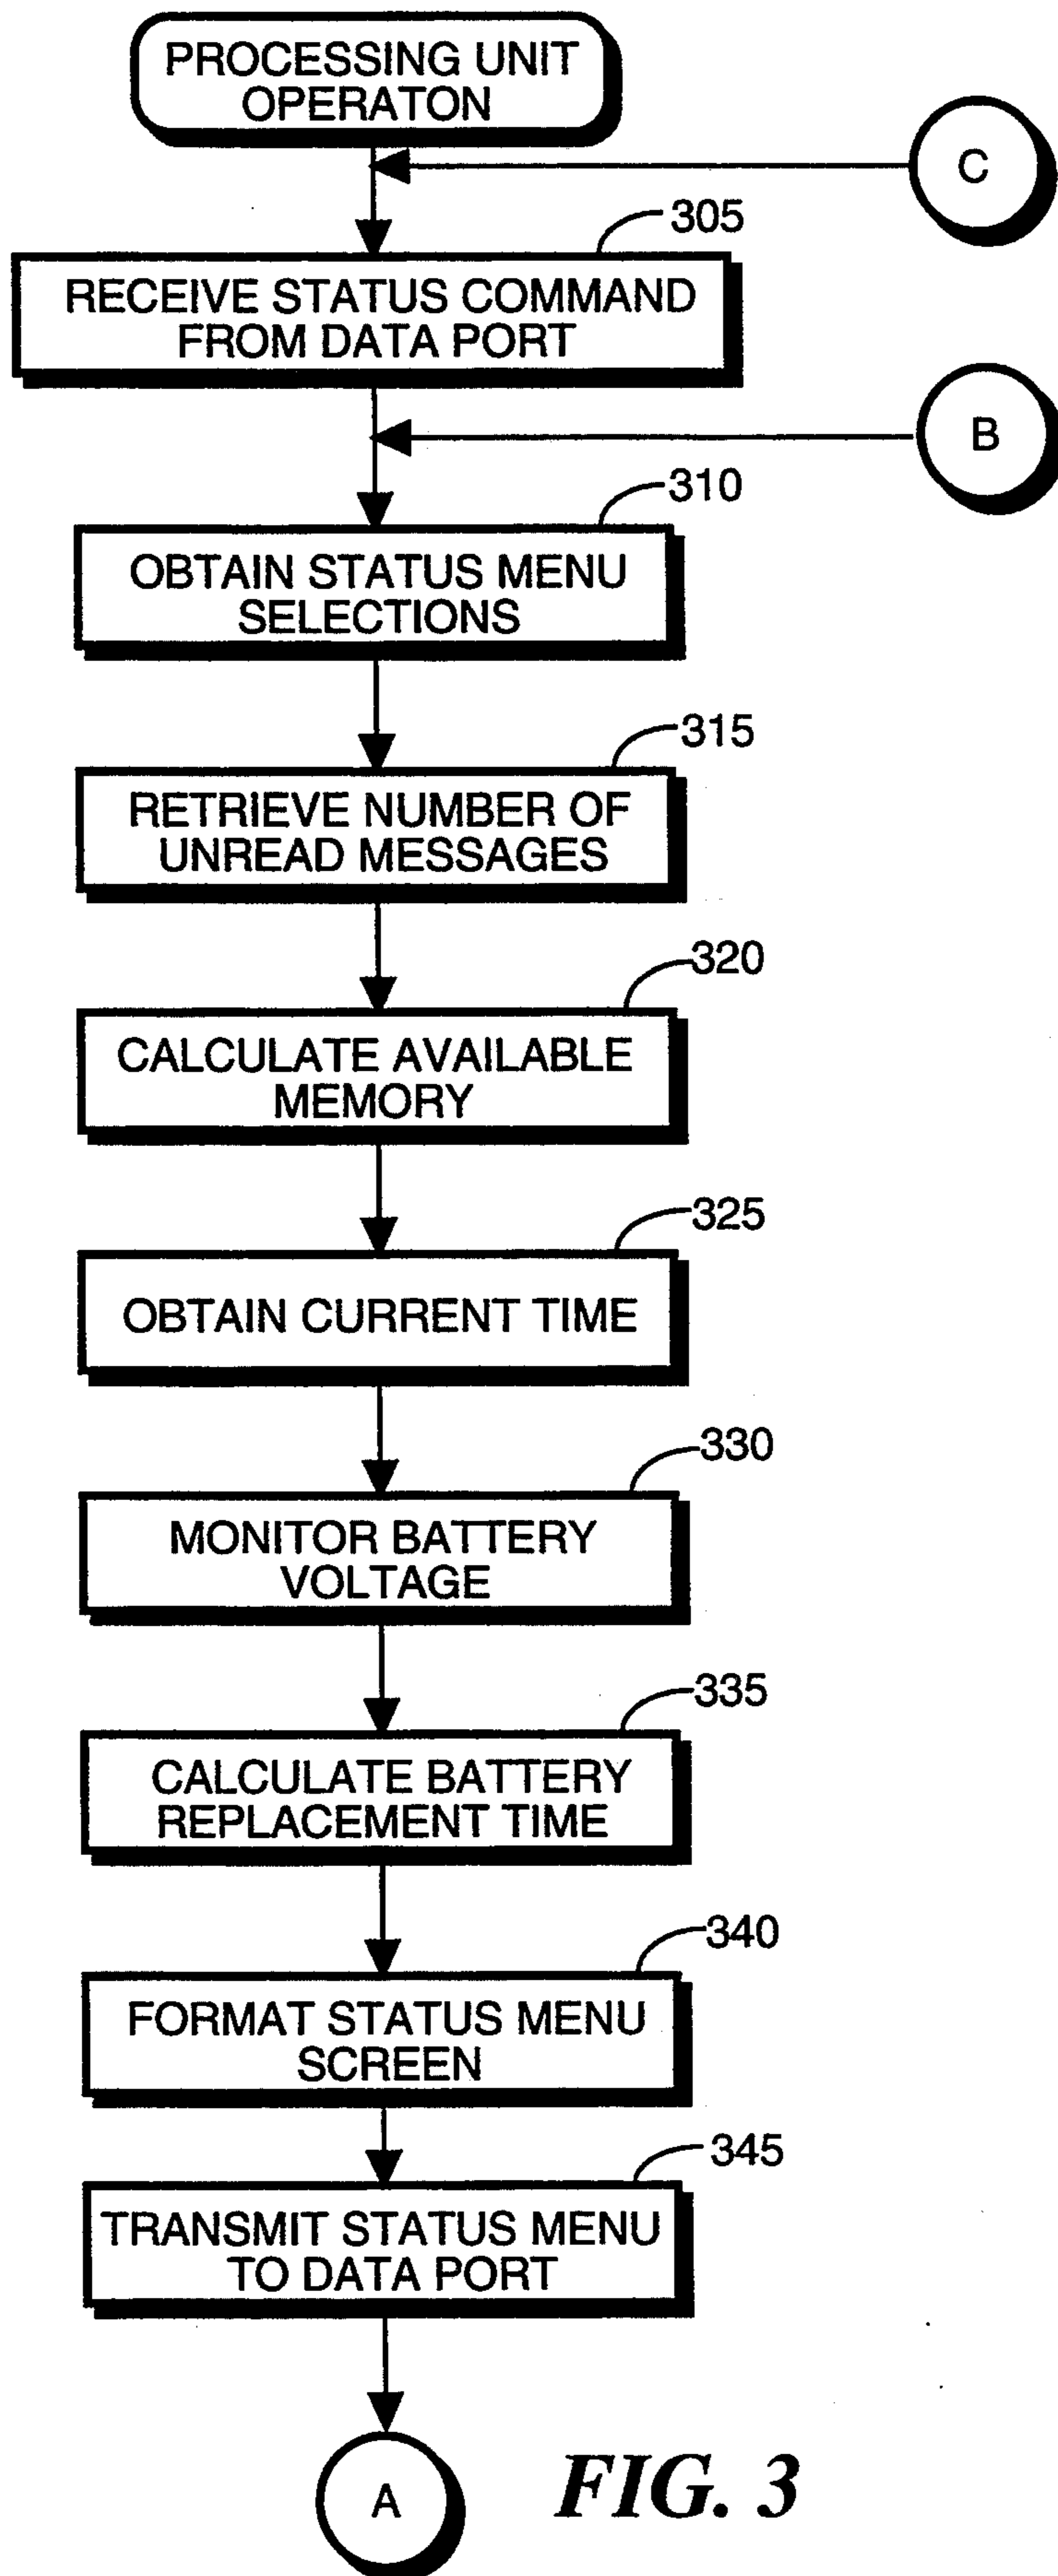 PROCESSING UNIT
OPERATON
C
305
RECEIVE STATUS COMMAND
FROM DATA PORT
B
310
OBTAIN STATUS MENU
SELECTIONS
315
RETRIEVE NUMBER OF
UNREAD MESSAGES
320
CALCULATE AVAILABLE
MEMORY
325
OBTAIN CURRENT TIME
330
MONITOR BATTERY
VOLTAGE
335
CALCULATE BATTERY
REPLACEMENT TIME
340
FORMAT STATUS MENU
SCREEN
345
TRANSMIT STATUS MENU
TO DATA PORT
A
FIG. 3